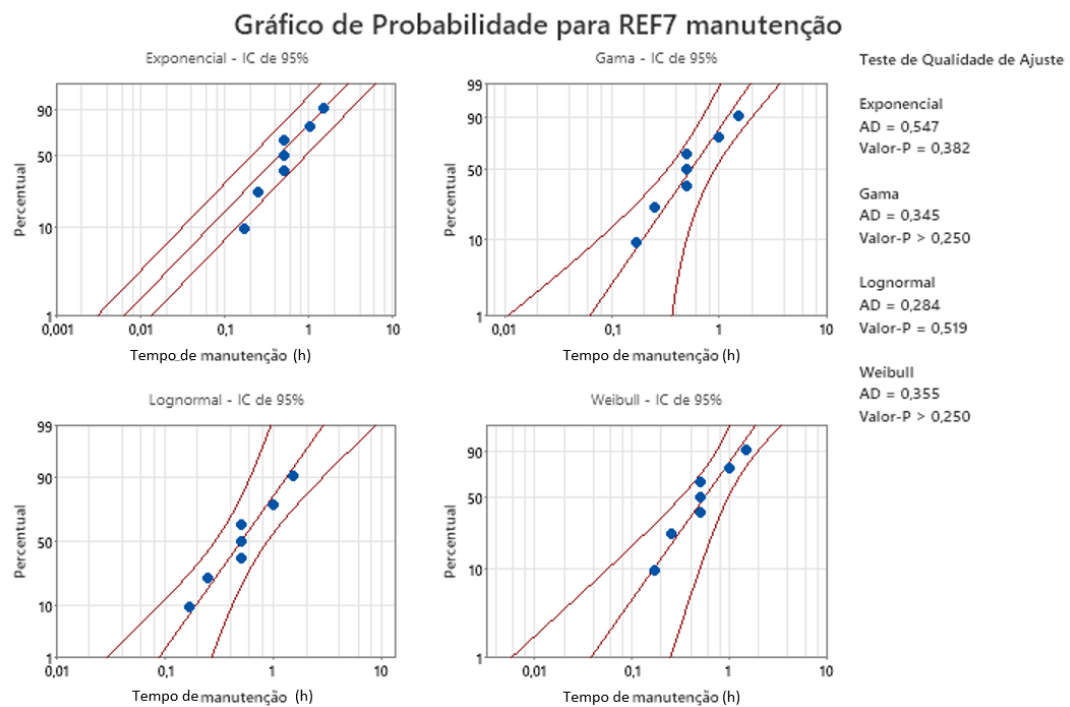 Gráfico de Probabilidade para REF7 manutenção
Exponencial - IC de 95%
Percentual
90
50
10
1
0,001 0,01 0,1 1 10
Tempo_de manutenção (h)
Gama - IC de 95%
Percentual
99
90
50
10
1
0,01 0,1 1 10
Tempo de manutenção (h)
Teste de Qualidade de Ajuste
Exponencial
AD = 0,547
Valor-P = 0,382
Gama
AD = 0,345
Valor-P > 0,250
Lognormal
AD = 0,284
Valor-P = 0,519
Weibull
AD = 0,355
Valor-P > 0,250
Lognormal - IC de 95%
Percentual
99
90
50
10
1
0,01 0,1 1 10
Tempo de manutenção (h)
Weibull - IC de 95%
Percentual
90
50
10
1
0,01 0,1 1 10
Tempo de manutenção (h)